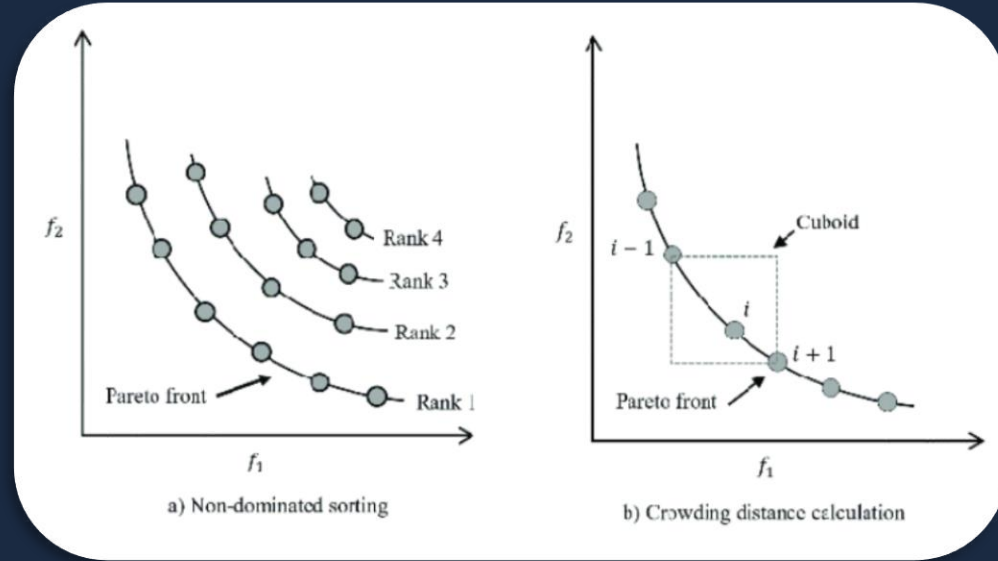 f₂
Rank 4
Rank 3
Rank 2
Pareto front
Rank 1
f₁
a) Non-dominated sorting
Cuboid
f₂
i − 1
i
i + 1
Pareto front
f₁
b) Crowding distance calculation